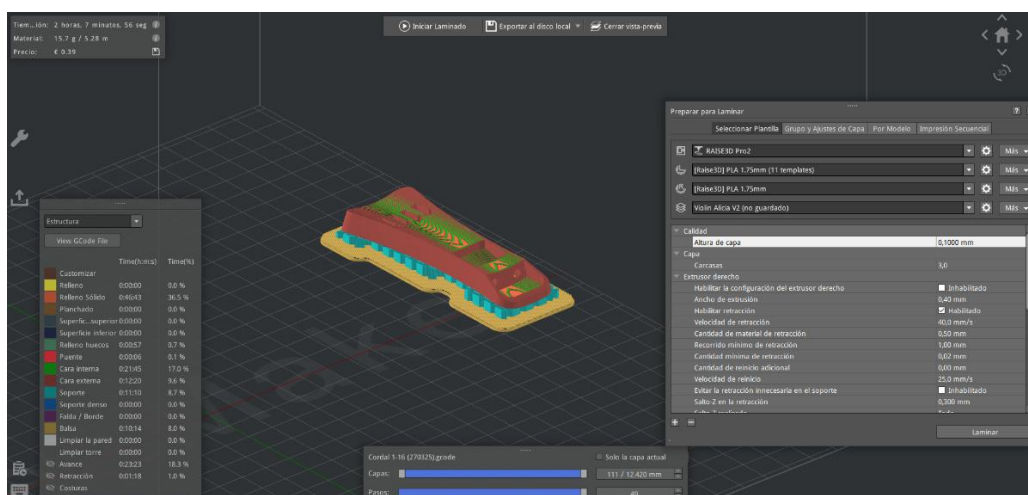 Tiem...ión: 2 horas, 7 minutos, 56 seg
Material: 15.7 g / 5.28 m
Precio: € 0.39
Iniciar Laminado
Exportar al disco local
Cerrar vista-previa
Preparar para Laminar
Seleccionar Plantilla
Grupo y Ajustes de Capa
Por Modelo
Impresión Secuencial
RAISE3D Pro2
Más
[Raise3D] PLA 1.75mm (11 templates)
Más
[Raise3D] PLA 1.75mm
Más
Violin Alicia V2 (no guardado)
Más
Calidad
Altura de capa 0,1000 mm
Capa
Carcasas 3,0
Extrusor derecho
Habilitar la configuración del extrusor derecho Inhabilitado
Ancho de extrusión 0,40 mm
Habilitar retracción Habilitado
Velocidad de retracción 40,0 mm/s
Cantidad de material de retracción 0,50 mm
Recorrido mínimo de retracción 1,00 mm
Cantidad mínima de retracción 0,02 mm
Cantidad de reinicio adicional 0,00 mm
Velocidad de reinicio 25,0 mm/s
Evitar la retracción innecesaria en el soporte Inhabilitado
Salto Z en la retracción 0,300 mm
Laminar
Estructura
View GCode File
Time(h:m:s) Time(%)
Customizar
Relleno 0:00:00 0.0 %
Relleno Sólido 0:46:43 36.5 %
Planchado 0:00:00 0.0 %
Superfic...superior 0:00:00 0.0 %
Superficie inferior 0:00:00 0.0 %
Relleno huecos 0:00:57 0.7 %
Puente 0:00:06 0.1 %
Cara interna 0:21:45 17.0 %
Cara externa 0:12:20 9.6 %
Soporte 0:11:10 8.7 %
Soporte denso 0:00:00 0.0 %
Falda / Borde 0:00:00 0.0 %
Balsa 0:10:14 8.0 %
Limpiar la pared 0:00:00 0.0 %
Limpiar torre 0:00:00 0.0 %
Avance 0:23:23 18.3 %
Retracción 0:01:18 1.0 %
Costuras
Cordal 1-16 (270325).gcode
Solo la capa actual
Capas: 111 / 12.420 mm
Pasos: 40